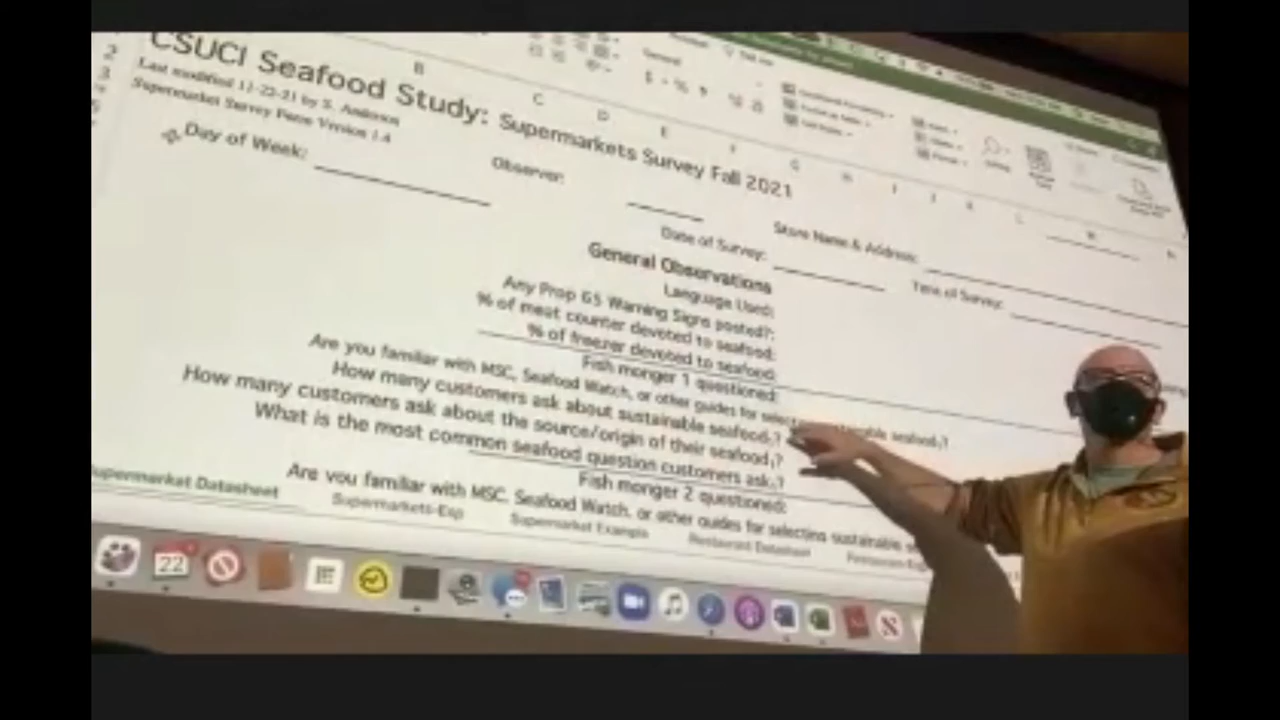 B C D E F G H I J K L M N
General
CSUCI Seafood Study: Supermarkets Survey Fall 2021
Last modified 11-22-21 by S. Anderson
Supermarket Survey Form Version 1.4
Day of Week:
Observer:
Date of Survey:
Store Name & Address:
Time of Survey:
General Observations
Language Used:
Any Prop 65 Warning Signs posted?:
% of meat counter devoted to seafood:
% of freezer devoted to seafood:
Fish monger 1 questioned:
Are you familiar with MSC, Seafood Watch, or other guides for selecting sustainable seafood?
How many customers ask about sustainable seafood?
How many customers ask about the source/origin of their seafood?
What is the most common seafood question customers ask?
Fish monger 2 questioned:
Are you familiar with MSC, Seafood Watch, or other guides for selecting sustainable
Supermarket Datasheet
Supermarkets-Esp
Supermarket Example
Restaurant Datasheet
22